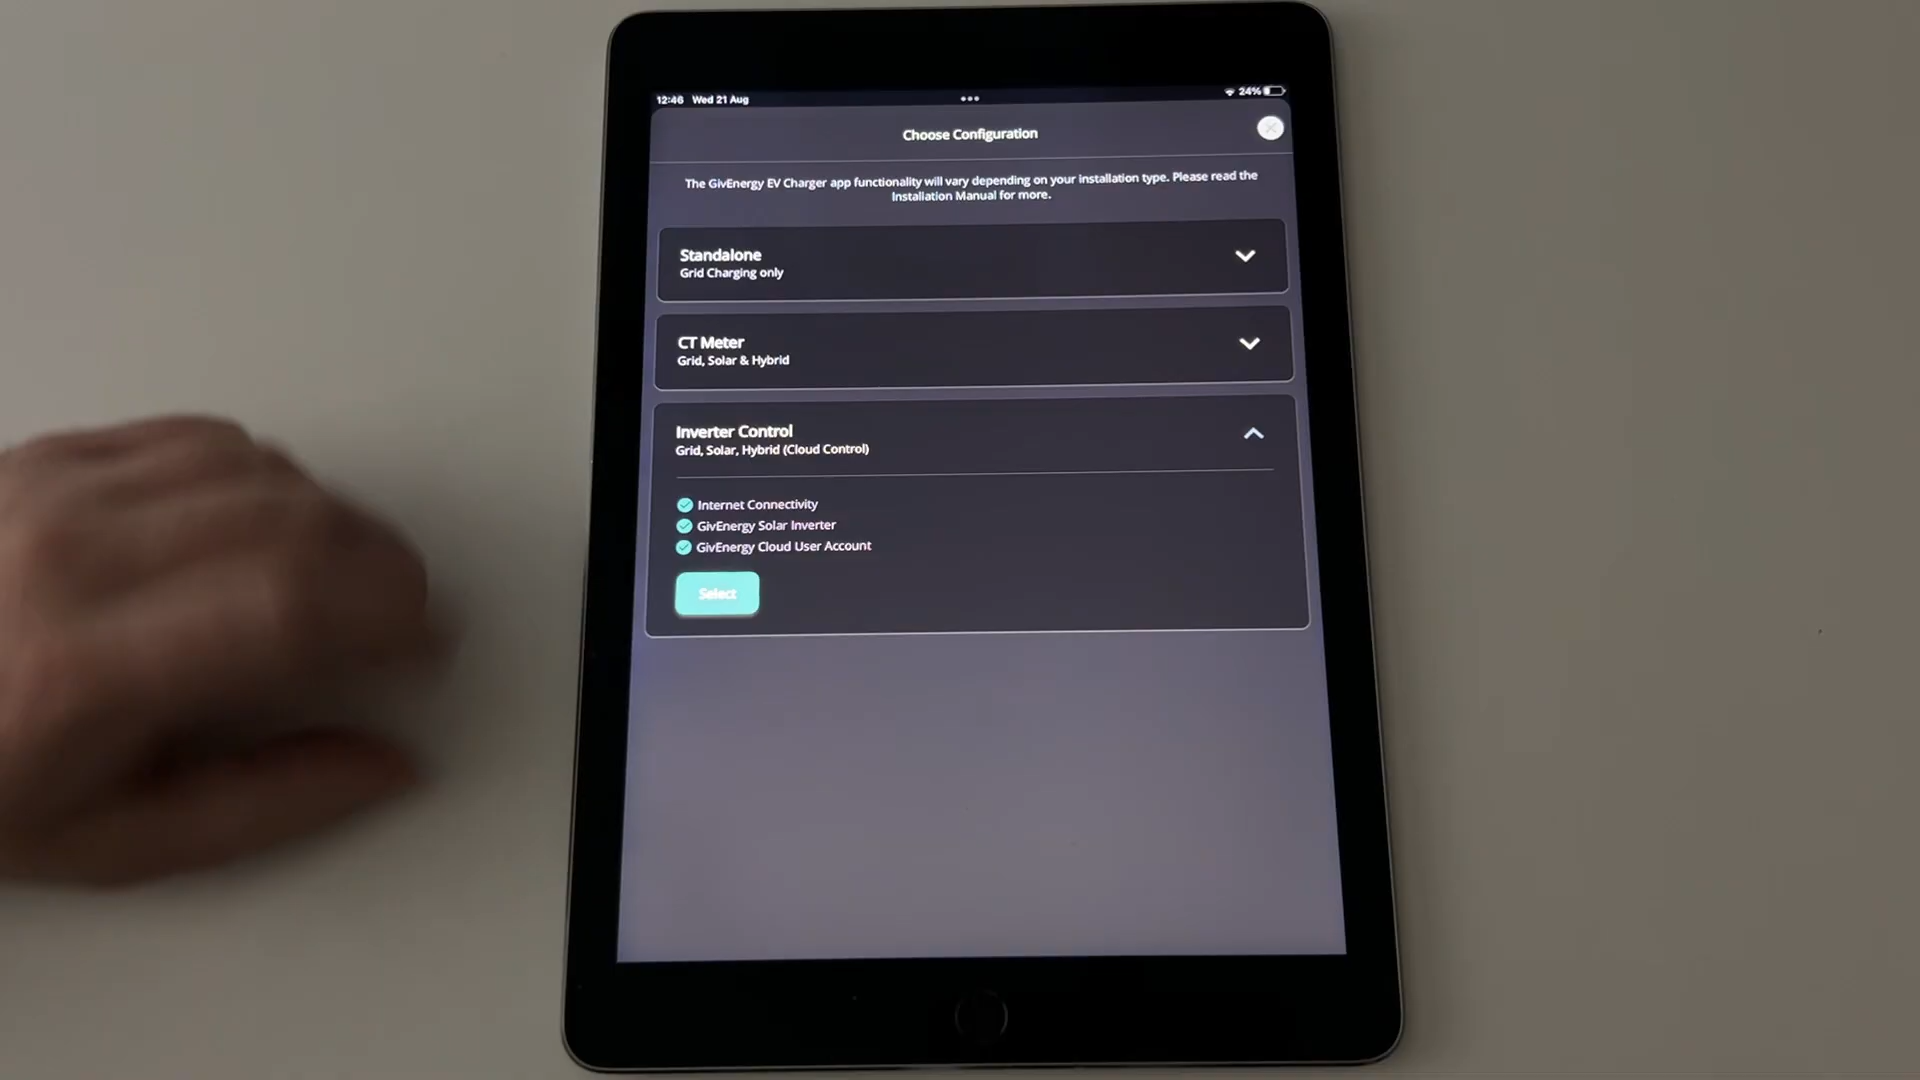 12:46 Wed 21 Aug
24%
Choose Configuration
The GivEnergy EV Charger app functionality will vary depending on your installation type. Please read the
Installation Manual for more.
Standalone
Grid Charging only
CT Meter
Grid, Solar & Hybrid
Inverter Control
Grid, Solar, Hybrid (Cloud Control)
Internet Connectivity
GivEnergy Solar Inverter
GivEnergy Cloud User Account
Select